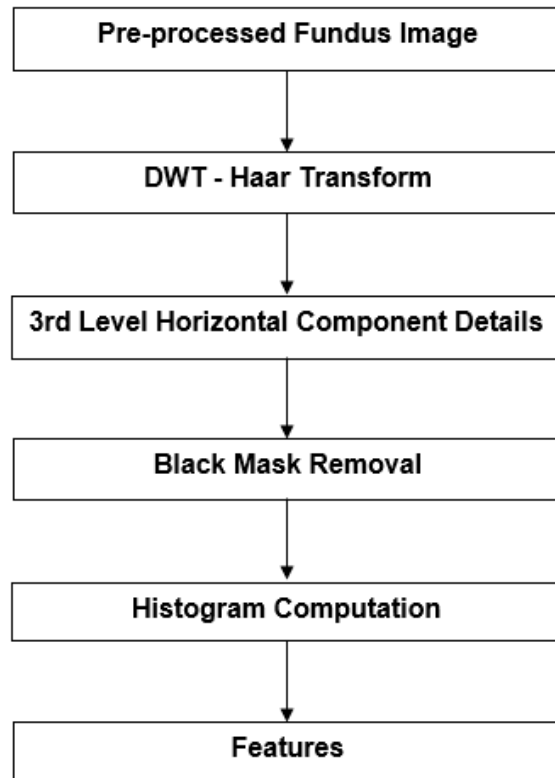 Pre-processed Fundus Image
DWT - Haar Transform
3rd Level Horizontal Component Details
Black Mask Removal
Histogram Computation
Features